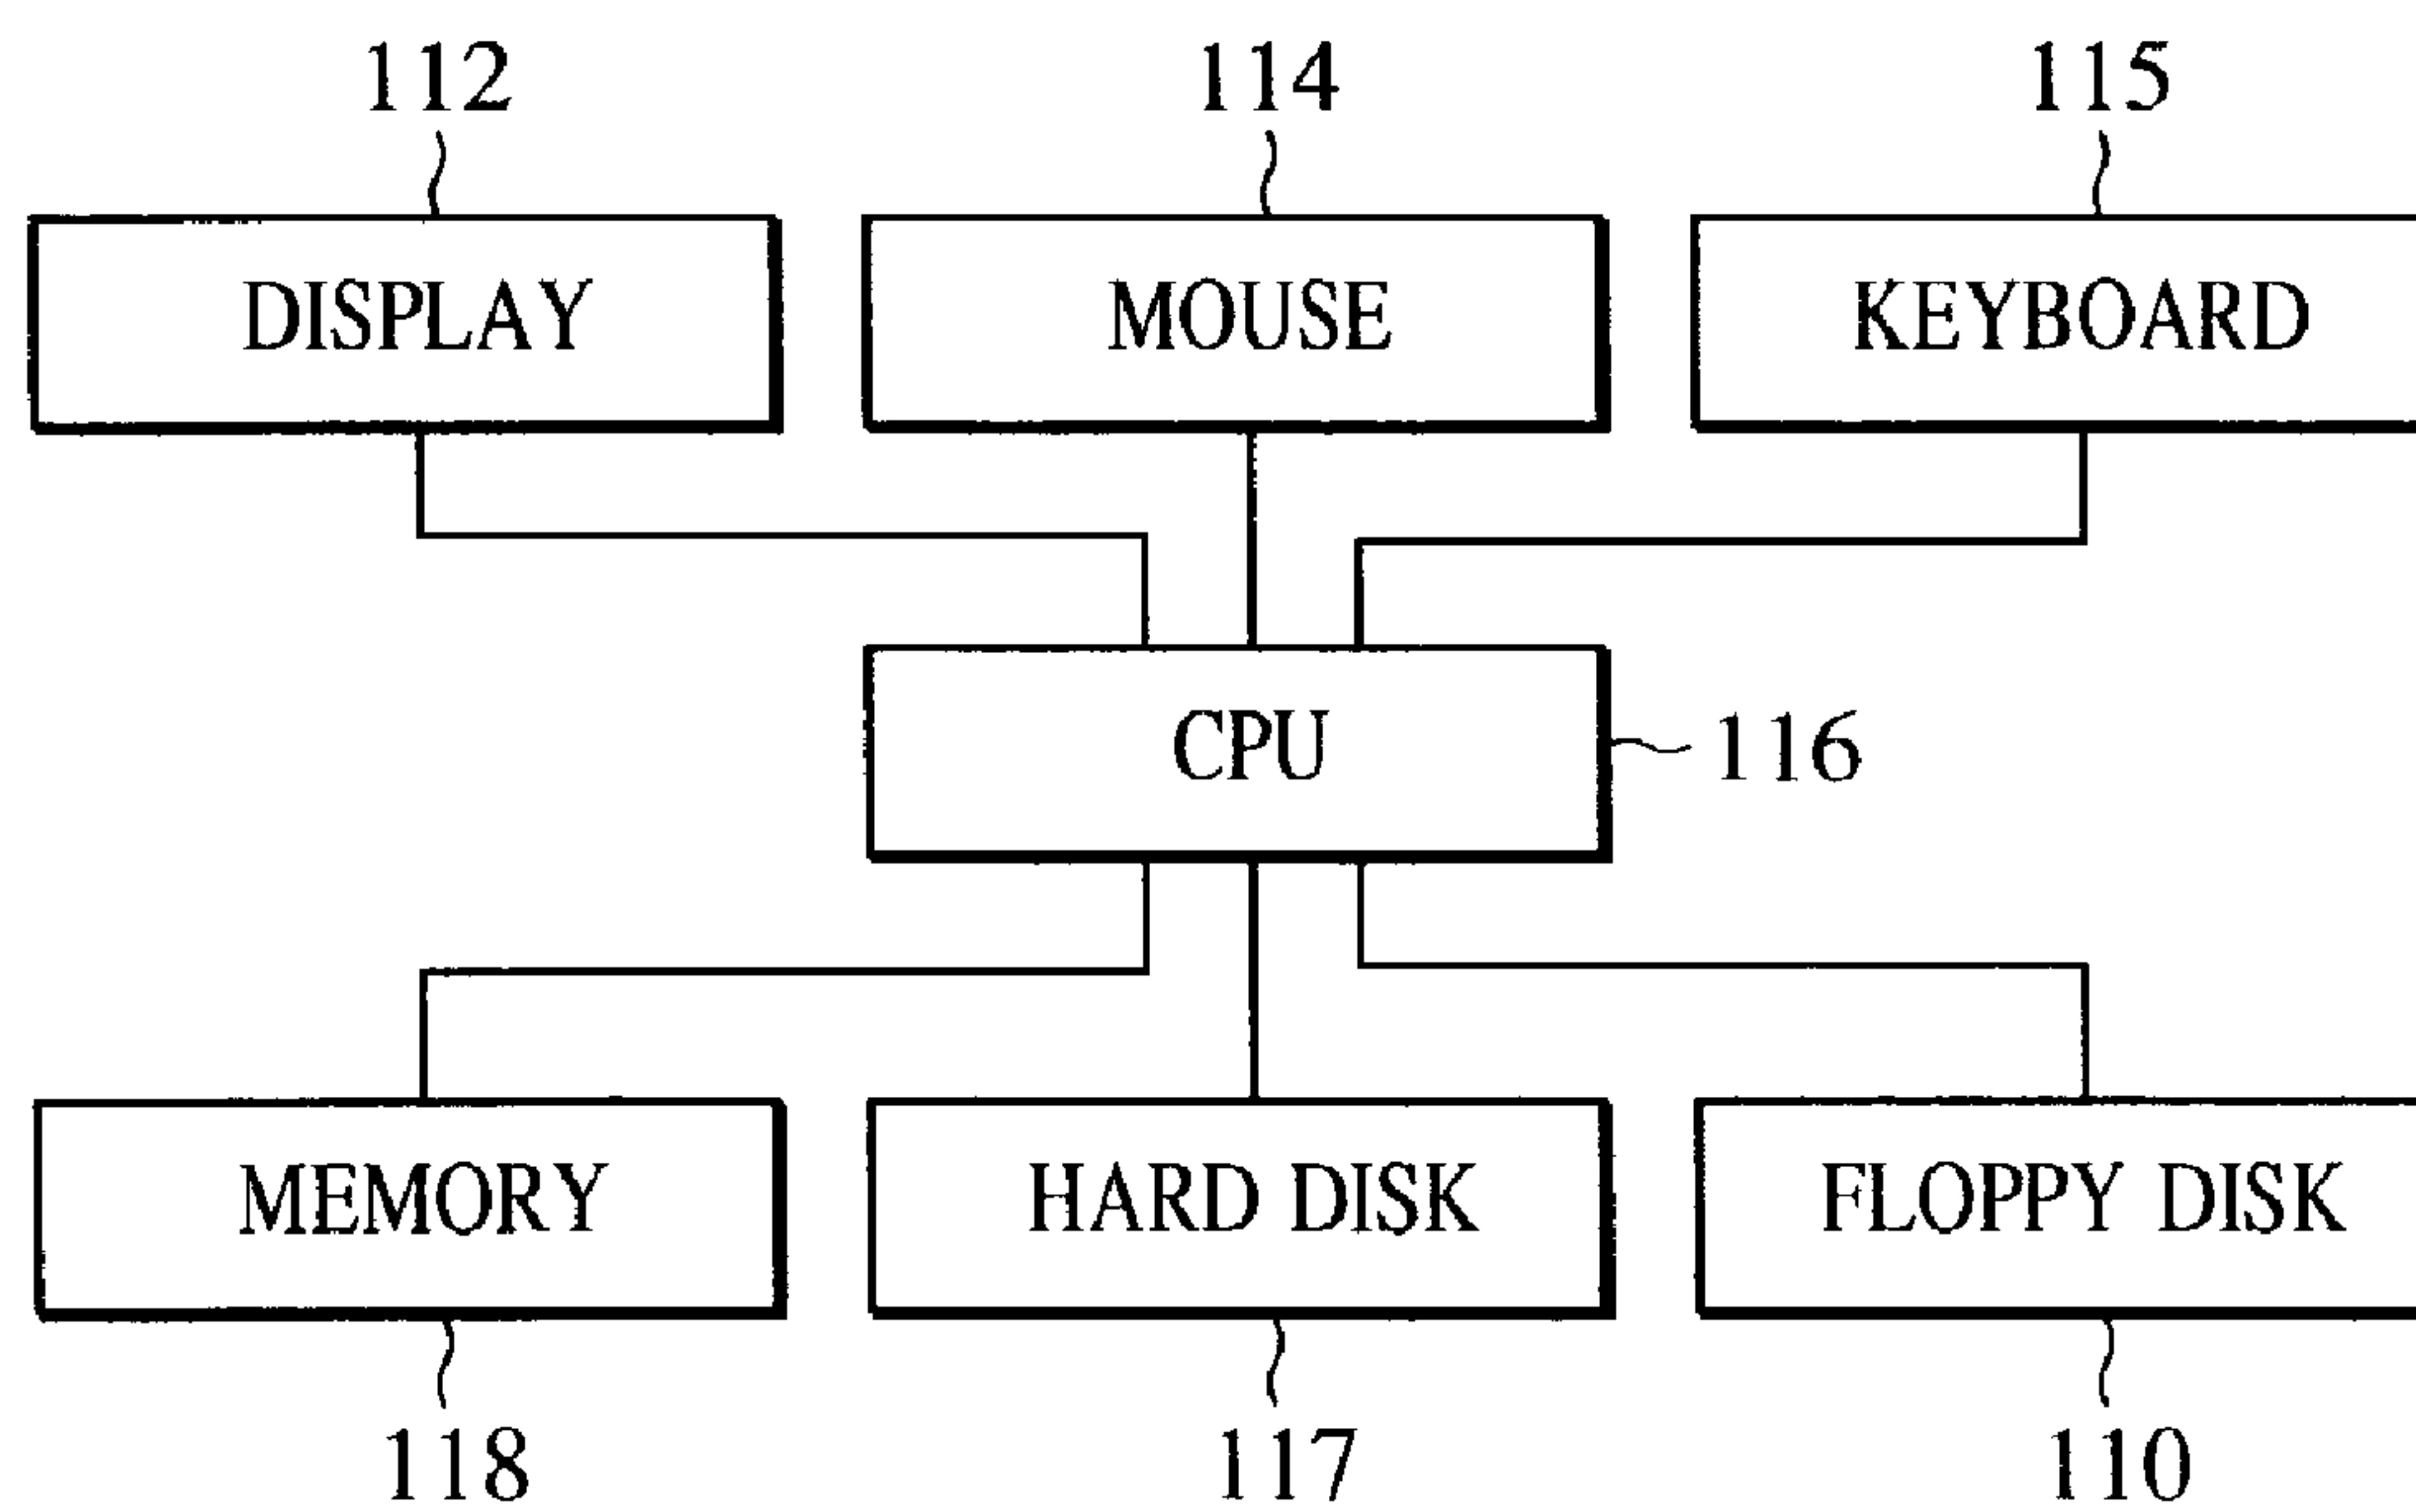 112 114 115
DISPLAY MOUSE KEYBOARD
CPU 116
MEMORY HARD DISK FLOPPY DISK
118 117 110